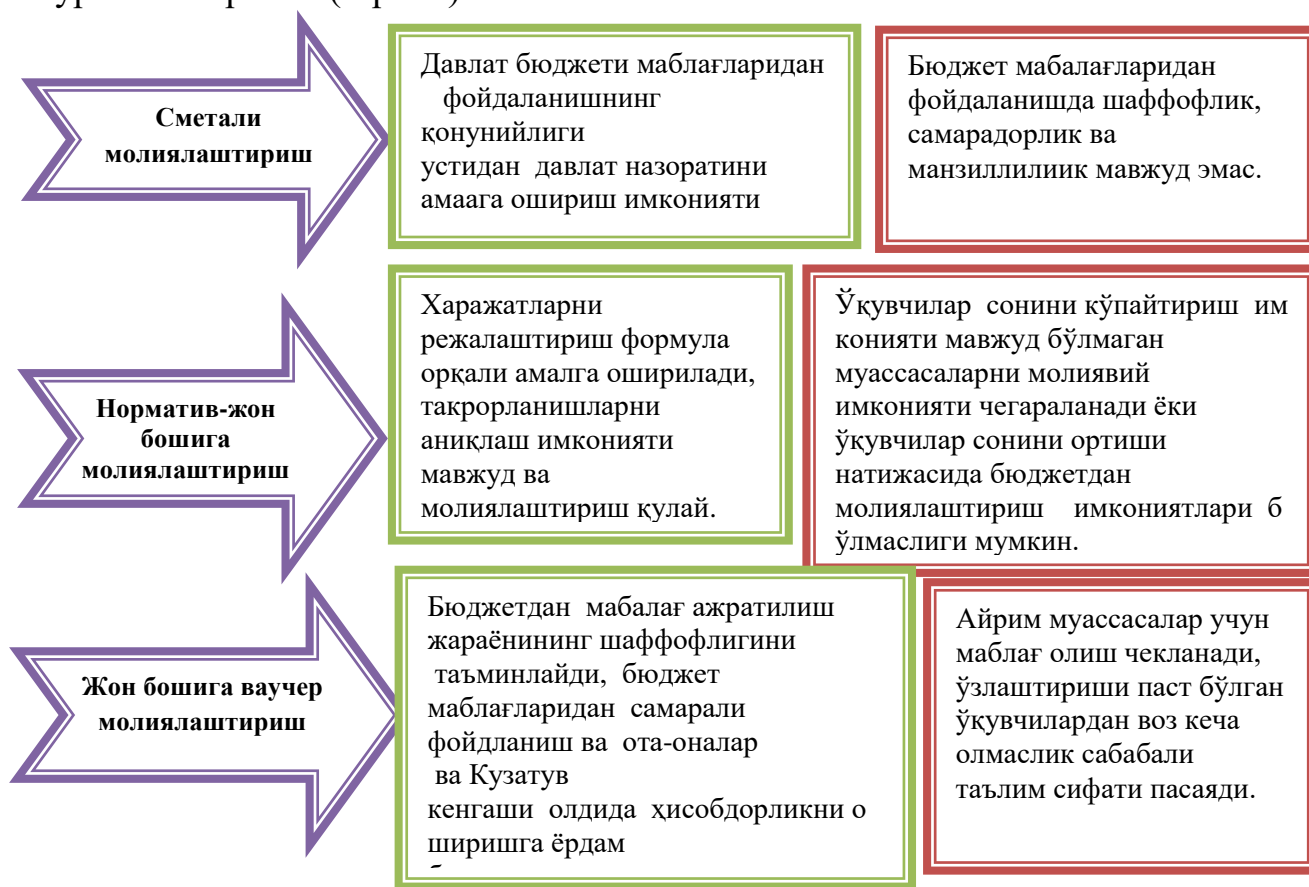 Сметали
молиялаштириш
Давлат бюджети маблағларидан
фойдаланишнинг
қонунийлиги
устидан давлат назоратини
амаага ошириш имконияти
Бюджет мабалағларидан
фойдаланишда шаффофлик,
самарадорлик ва
манзиллилиик мавжуд эмас.
Норматив-жон
бошига
молиялаштириш
Харажатларни
режалаштириш формула
орқали амалга оширилади,
такрорланишларни
аниқлаш имконияти
мавжуд ва
молиялаштириш қулай.
Ўқувчилар сонини кўпайтириш им
конияти мавжуд бўлмаган
муассасаларни молиявий
имконияти чегараланади ёки
ўқувчилар сонини ортиши
натижасида бюджетдан
молиялаштириш имкониятлари б
ўлмаслиги мумкин.
Жон бошига ваучер
молиялаштириш
Бюджетдан мабалағ ажратилиш
жараёнининг шаффофлигини
таъминлайди, бюджет
маблағларидан самарали
фойдланиш ва ота-оналар
ва Кузатув
кенгаши олдида ҳисобдорликни о
ширишга ёрдам
Айрим муассасалар учун
маблағ олиш чекланади,
ўзлаштириши паст бўлган
ўқувчилардан воз кеча
олмаслик сабабали
таълим сифати пасаяди.